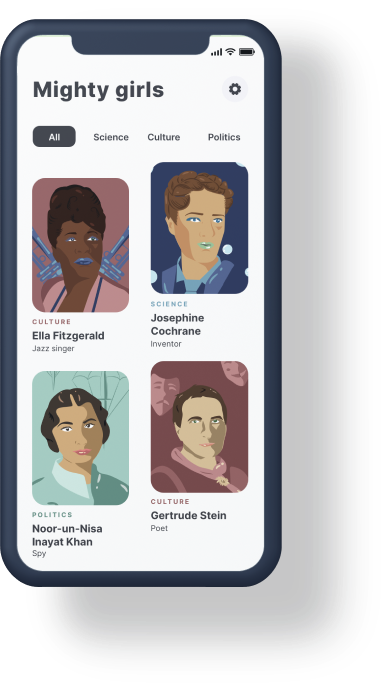 Mighty girls
All Science Culture Politics
CULTURE
Ella Fitzgerald
Jazz singer
SCIENCE
Josephine
Cochrane
Inventor
POLITICS
Noor-un-Nisa
Inayat Khan
Spy
CULTURE
Gertrude Stein
Poet